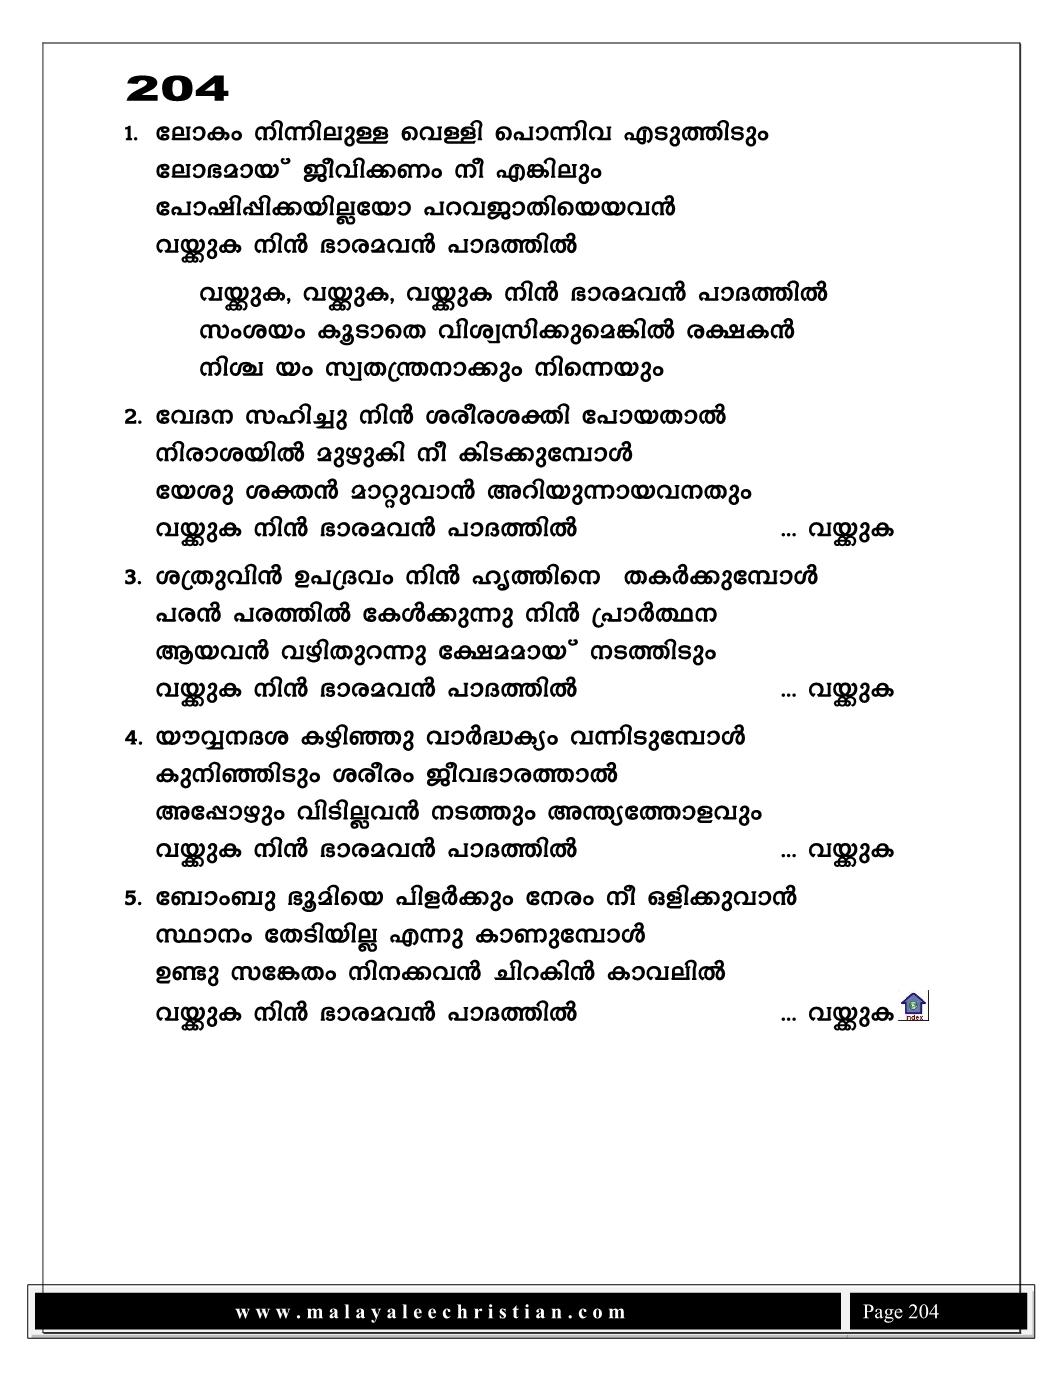 204
1. ലോകം നിന്നിലുള്ള വെള്ളി പൊന്നിവ എടുത്തിടും
ലോഭമായ് ജീവിക്കണം നീ എങ്കിലും
പോഷിപ്പിക്കയില്ലയോ പറവജാതിയെയവൻ
വയ്ക്കുക നിൻ ഭാരമവൻ പാദത്തിൽ
വയ്ക്കുക, വയ്ക്കുക, വയ്ക്കുക നിൻ ഭാരമവൻ പാദത്തിൽ
സംശയം കൂടാതെ വിശ്വസിക്കുമെങ്കിൽ രക്ഷകൻ
നിശ്ച യം സ്വതന്ത്രനാക്കും നിന്നെയും
2. വേദന സഹിച്ചു നിൻ ശരീരശക്തി പോയതാൽ
നിരാശയിൽ മുഴുകി നീ കിടക്കുമ്പോൾ
യേശു ശക്തൻ മാറ്റുവാൻ അറിയുന്നായവനതും
വയ്ക്കുക നിൻ ഭാരമവൻ പാദത്തിൽ ... വയ്ക്കുക
3. ശത്രുവിൻ ഉപദ്രവം നിൻ ഹൃത്തിനെ തകർക്കുമ്പോൾ
പരൻ പരത്തിൽ കേൾക്കുന്നു നിൻ പ്രാർത്ഥന
ആയവൻ വഴിതുറന്നു ക്ഷേമമായ് നടത്തിടും
വയ്ക്കുക നിൻ ഭാരമവൻ പാദത്തിൽ ... വയ്ക്കുക
4. യൗവ്വനദശ കഴിഞ്ഞു വാർദ്ധക്യം വന്നിടുമ്പോൾ
കുനിഞ്ഞിടും ശരീരം ജീവഭാരത്താൽ
അപ്പോഴും വിടില്ലവൻ നടത്തും അന്ത്യത്തോളവും
വയ്ക്കുക നിൻ ഭാരമവൻ പാദത്തിൽ ... വയ്ക്കുക
5. ബോംബു ഭൂമിയെ പിളർക്കും നേരം നീ ഒളിക്കുവാൻ
സ്ഥാനം തേടിയില്ല എന്നു കാണുമ്പോൾ
ഉണ്ടു സങ്കേതം നിനക്കവൻ ചിറകിൻ കാവലിൽ
വയ്ക്കുക നിൻ ഭാരമവൻ പാദത്തിൽ ... വയ്ക്കുക
Index
www.malayaleechristian.com Page 204